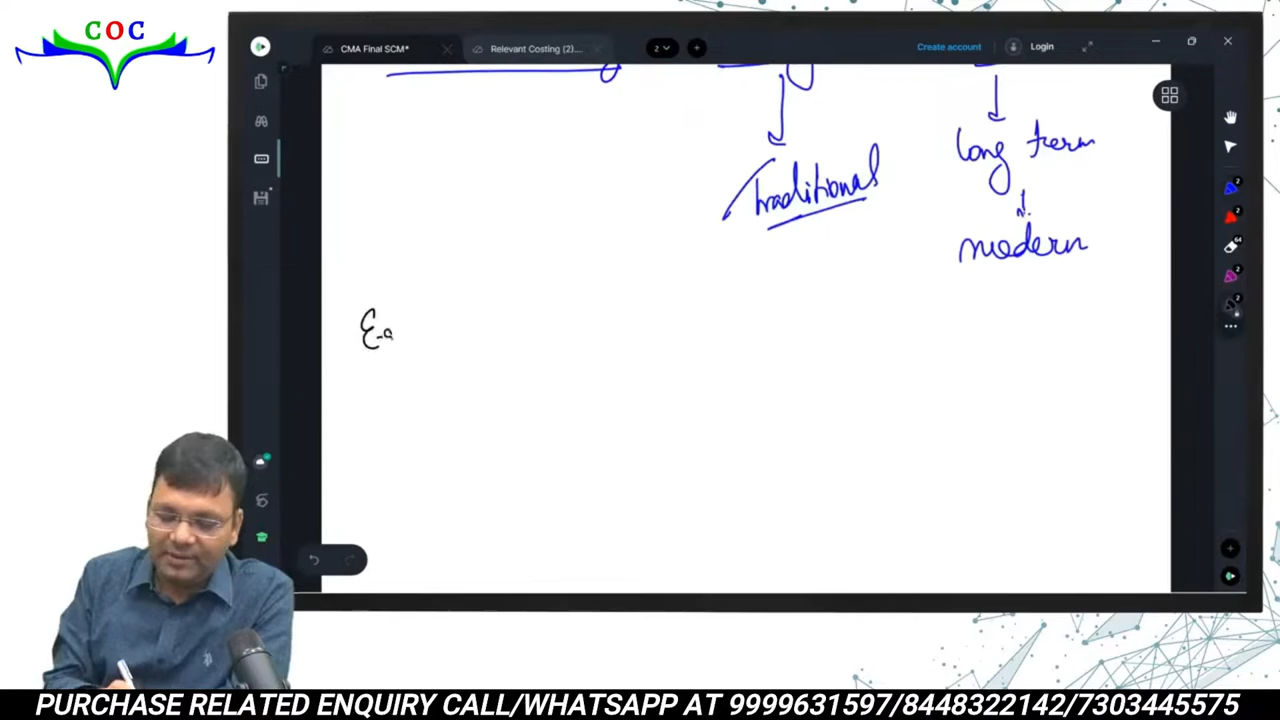 COC
CMA Final SCM*
Relevant Costing (2)....
2
Create account
Login
Traditional
long term
modern
PURCHASE RELATED ENQUIRY CALL/WHATSAPP AT 9999631597/8448322142/7303445575